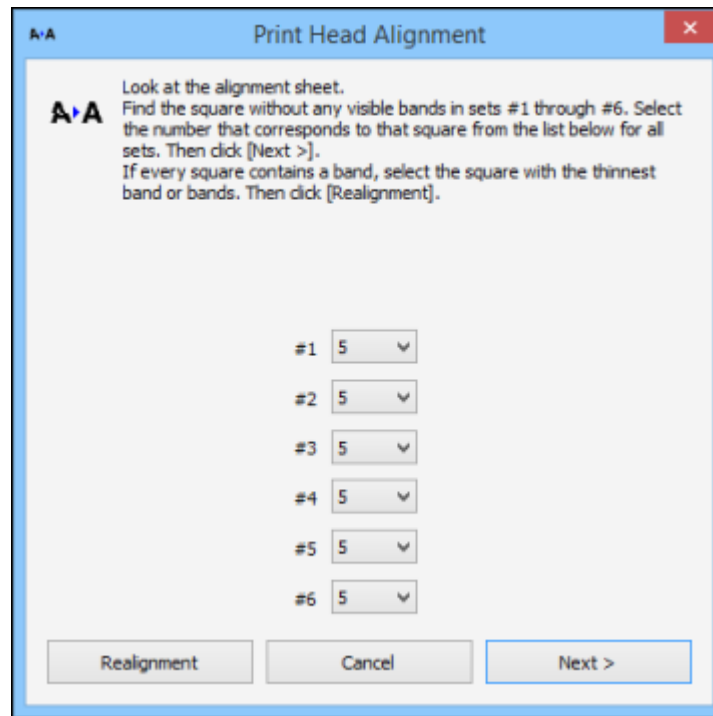 A▸A Print Head Alignment
A▸A
Look at the alignment sheet.
Find the square without any visible bands in sets #1 through #6. Select
the number that corresponds to that square from the list below for all
sets. Then click [Next >].
If every square contains a band, select the square with the thinnest
band or bands. Then click [Realignment].
#1 5
#2 5
#3 5
#4 5
#5 5
#6 5
Realignment Cancel Next >